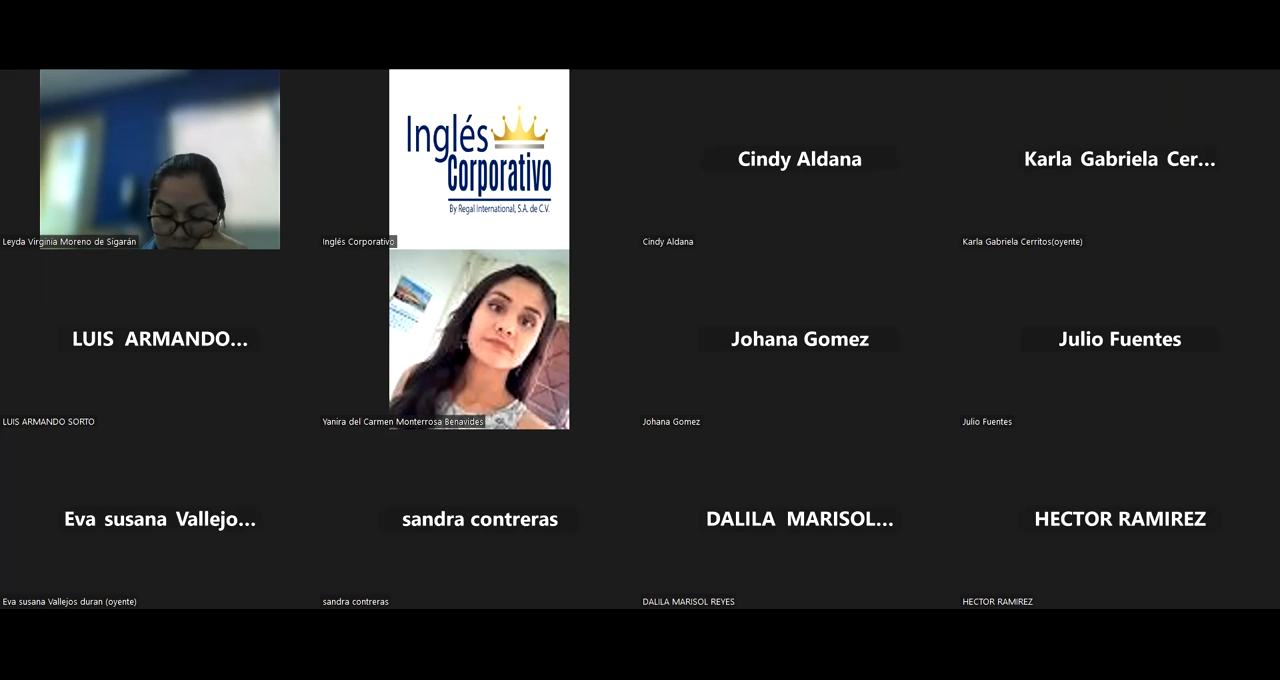 Inglés
Corporativo
By Regal International, S.A. de C.V.
Cindy Aldana
Karla Gabriela Cer...
Leyda Virginia Moreno de Sigarán
Inglés Corporativo
Cindy Aldana
Karla Gabriela Cerritos(oyente)
LUIS ARMANDO...
Johana Gomez
Julio Fuentes
LUIS ARMANDO SORTO
Yanira del Carmen Monterrosa Benavides
Johana Gomez
Julio Fuentes
Eva susana Vallejo...
sandra contreras
DALILA MARISOL...
HECTOR RAMIREZ
Eva susana Vallejos duran (oyente)
sandra contreras
DALILA MARISOL REYES
HECTOR RAMIREZ